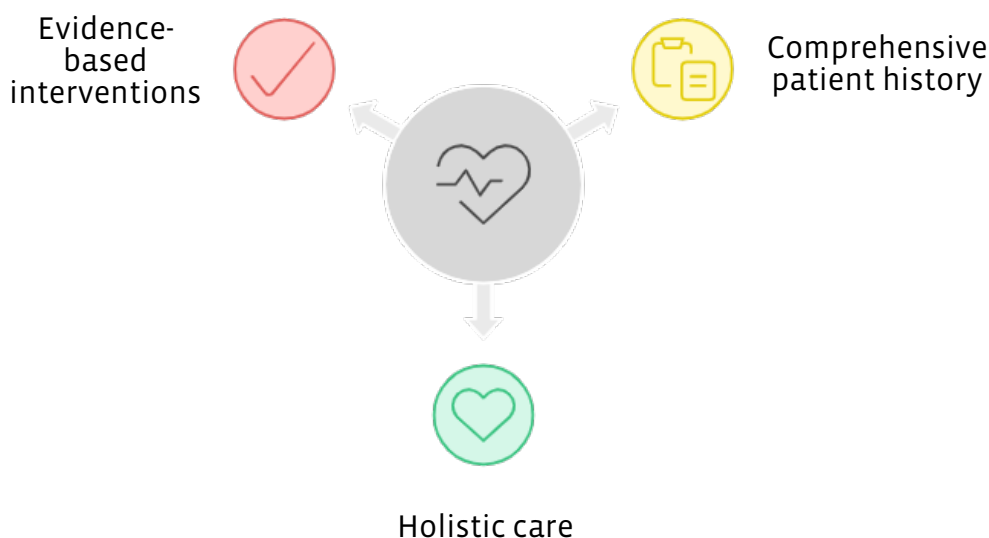 Evidence-
based
interventions
Comprehensive
patient history
Holistic care